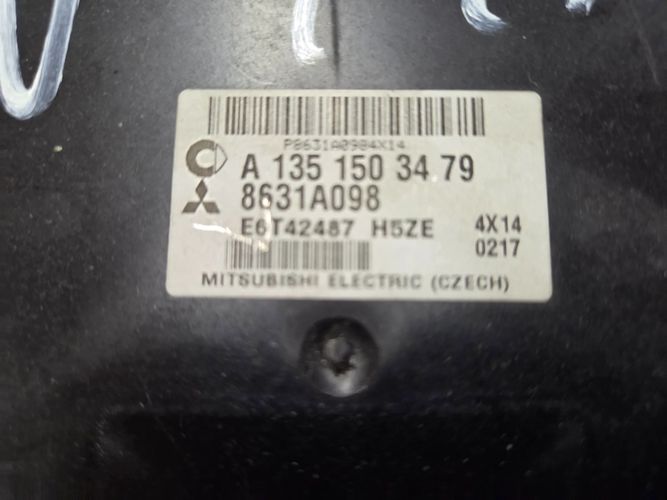 P8631A0984X14
A 135 150 34 79
8631A098
E6T42487 H5ZE
4X14
0217
MITSUBISHI ELECTRIC (CZECH)